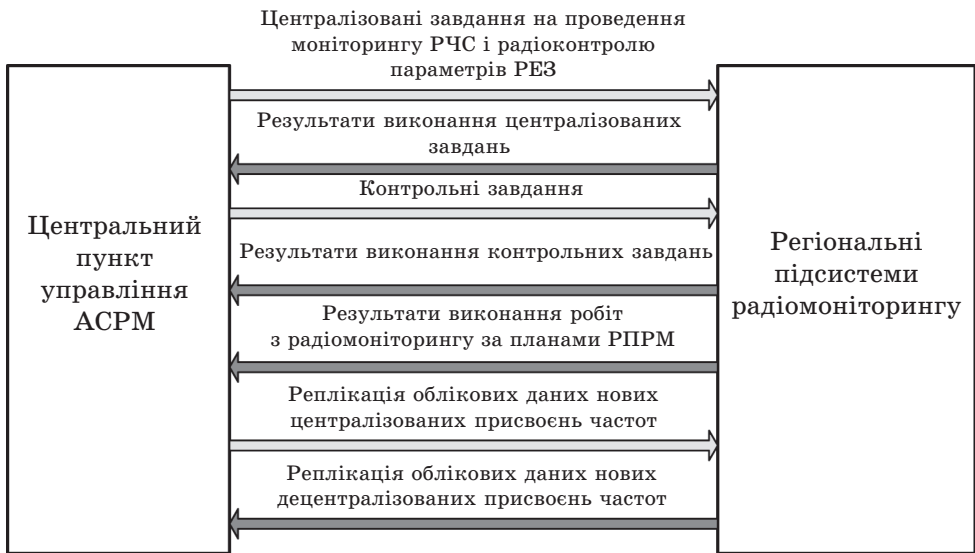 Централізовані завдання на проведення
моніторингу РЧС і радіоконтролю
параметрів РЕЗ
Результати виконання централізованих
завдань
Контрольні завдання
Центральний
пункт
управління
АСРМ
Результати виконання контрольних завдань
Регіональні
підсистеми
радіомоніторингу
Результати виконання робіт
з радіомоніторингу за планами РПРМ
Реплікація облікових даних нових
централізованих присвоєнь частот
Реплікація облікових даних нових
децентралізованих присвоєнь частот